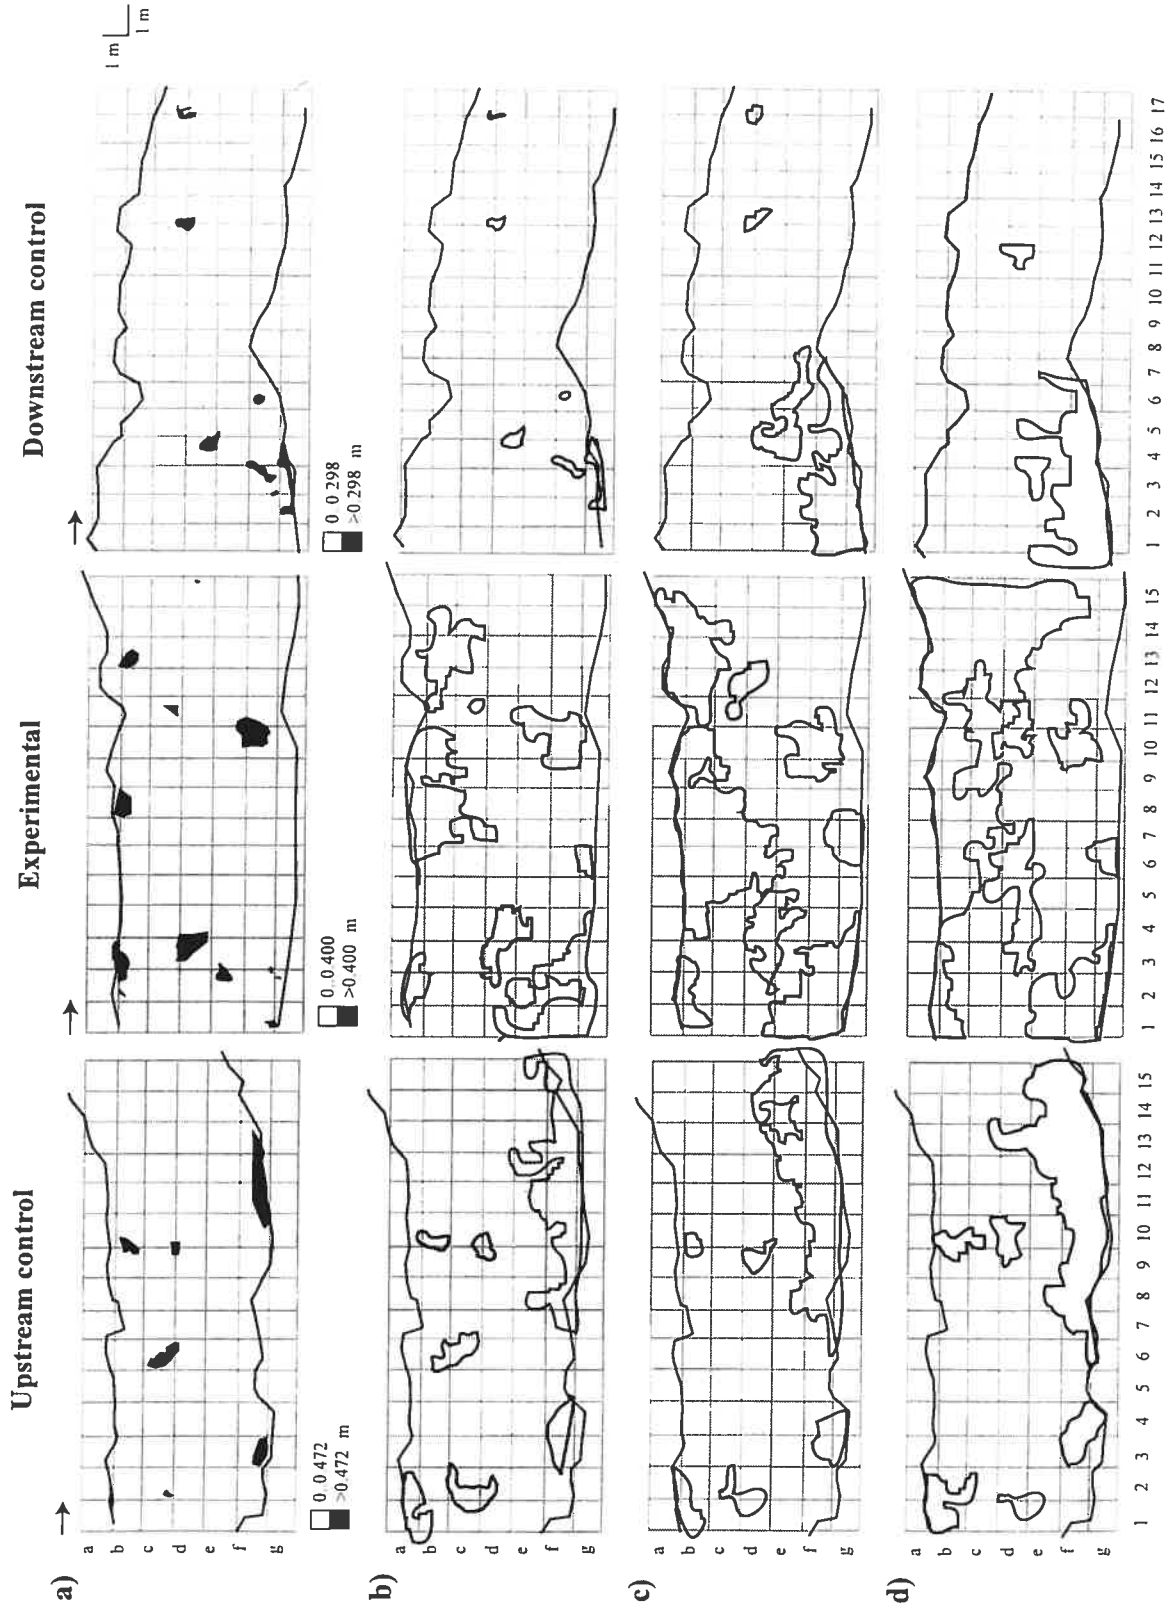 Upstream control
Experimental
Downstream control
1 m
1 m
a)
a
b
c
d
e
f
g
0..0.472
>0.472 m
0..0.400
>0.400 m
0..0.298
>0.298 m
b)
a
b
c
d
e
f
g
c)
a
b
c
d
e
f
g
d)
a
b
c
d
e
f
g
1 2 3 4 5 6 7 8 9 10 11 12 13 14 15
1 2 3 4 5 6 7 8 9 10 11 12 13 14 15
1 2 3 4 5 6 7 8 9 10 11 12 13 14 15 16 17